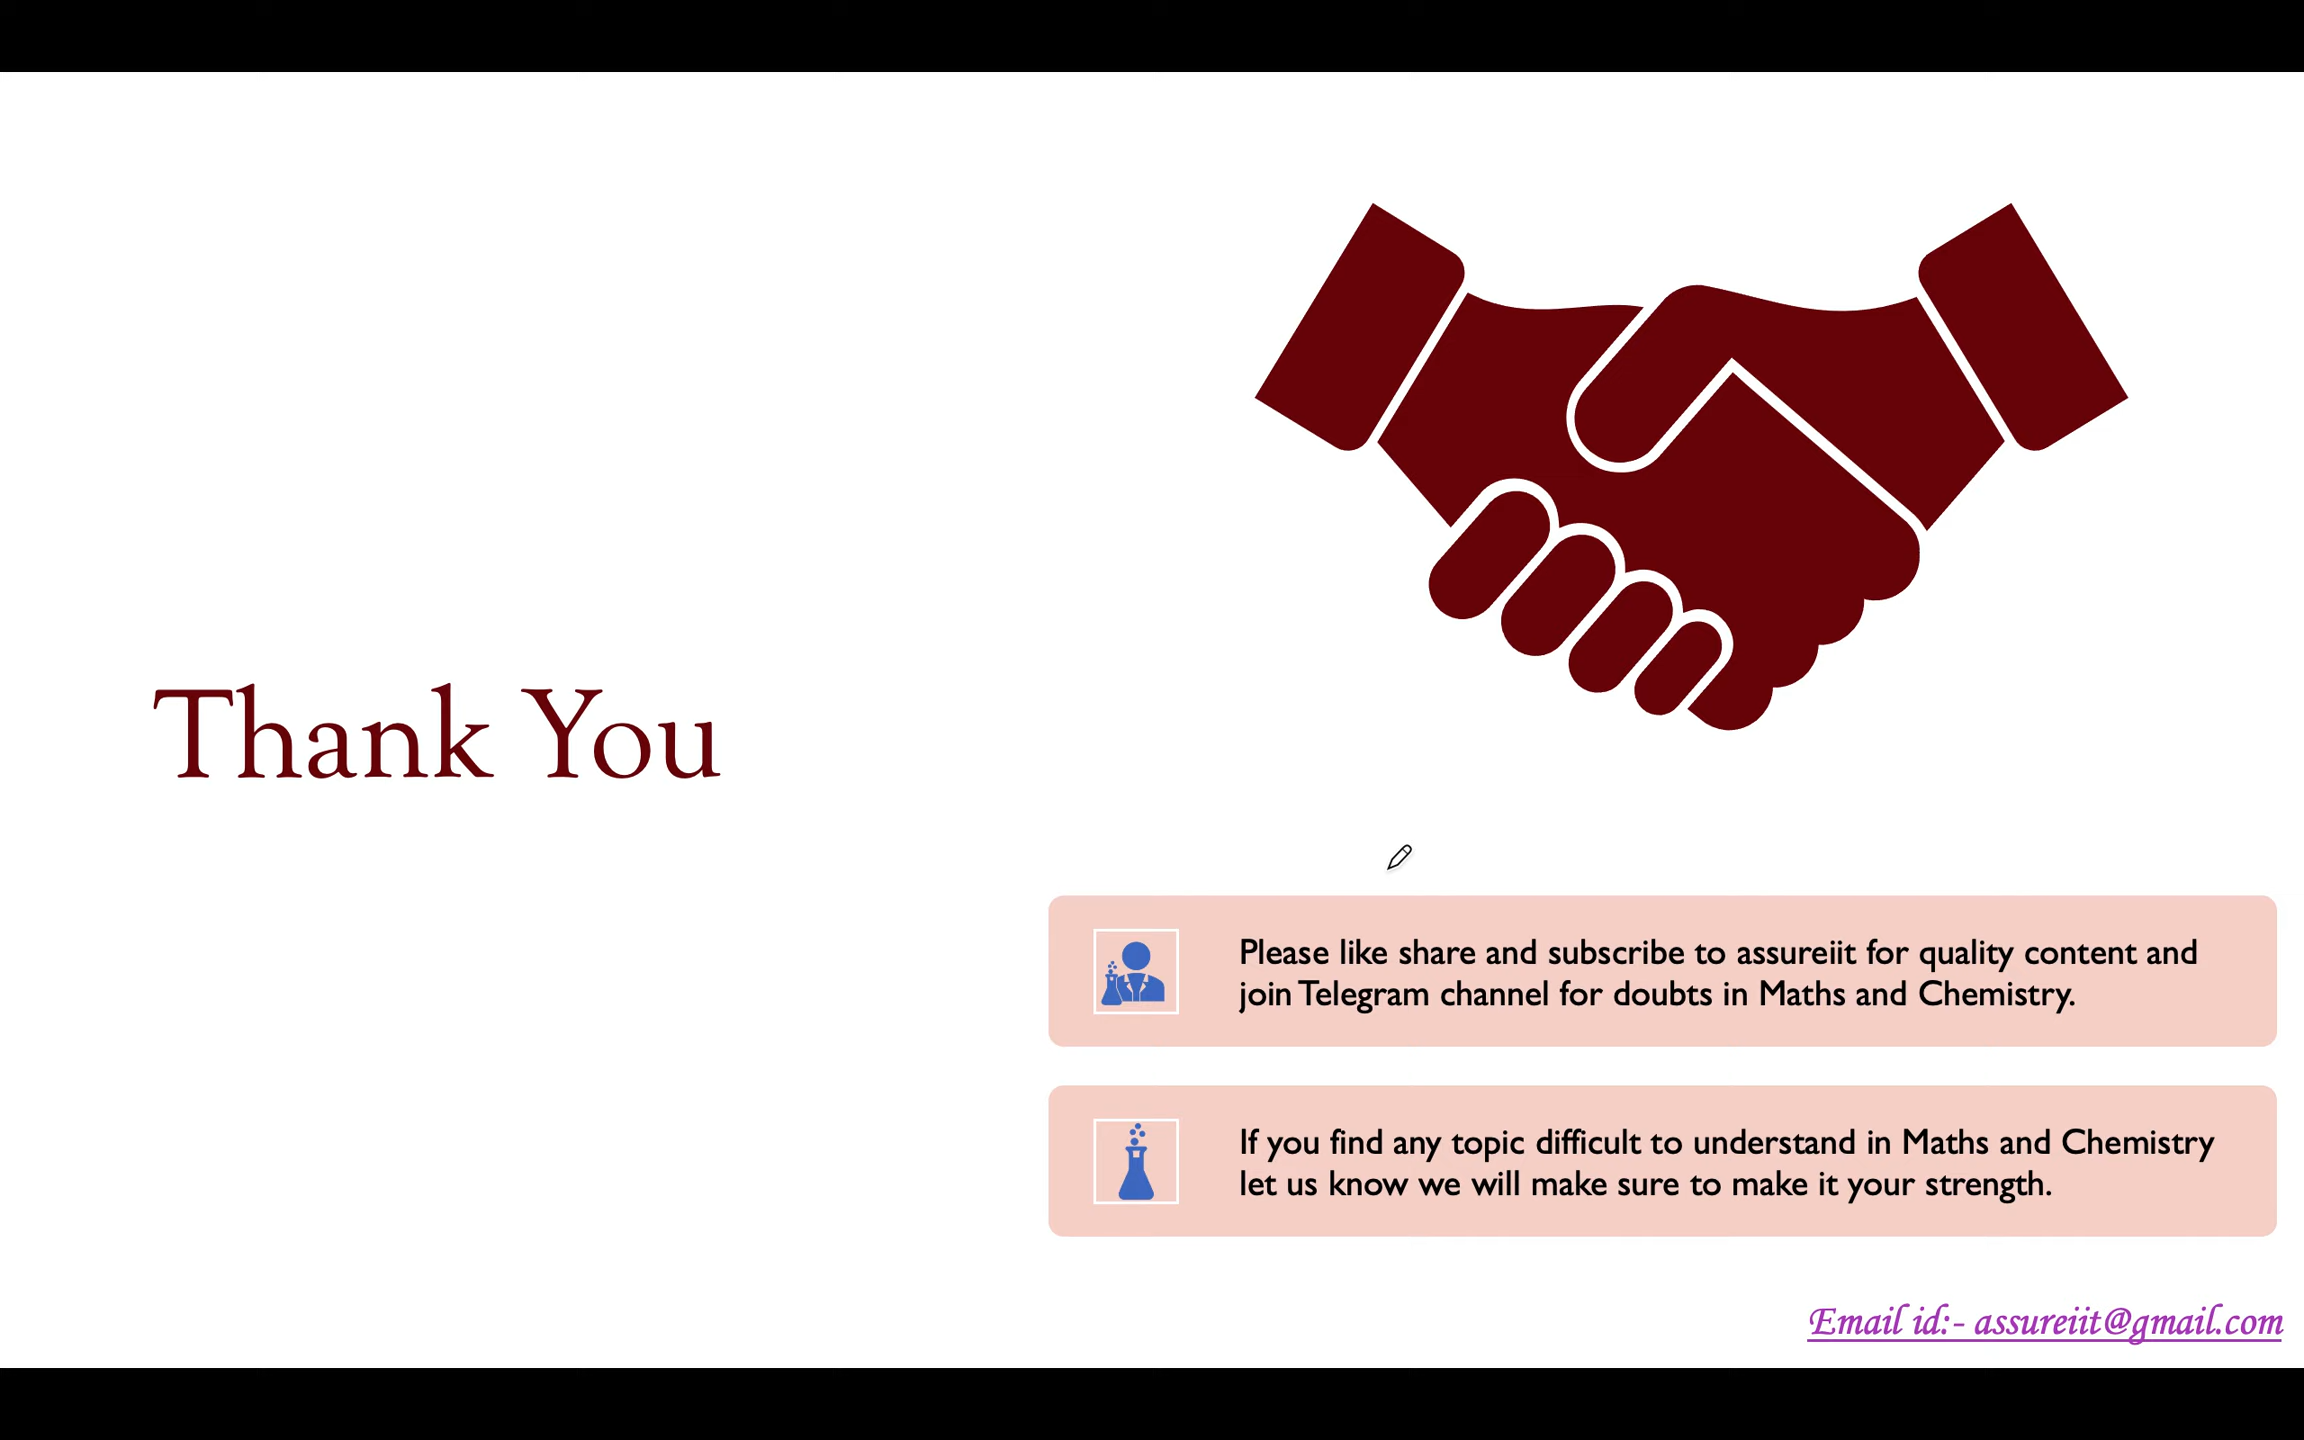 Thank You
Please like share and subscribe to assureiit for quality content and
join Telegram channel for doubts in Maths and Chemistry.
If you find any topic difficult to understand in Maths and Chemistry
let us know we will make sure to make it your strength.
Email id:- assureiit@gmail.com